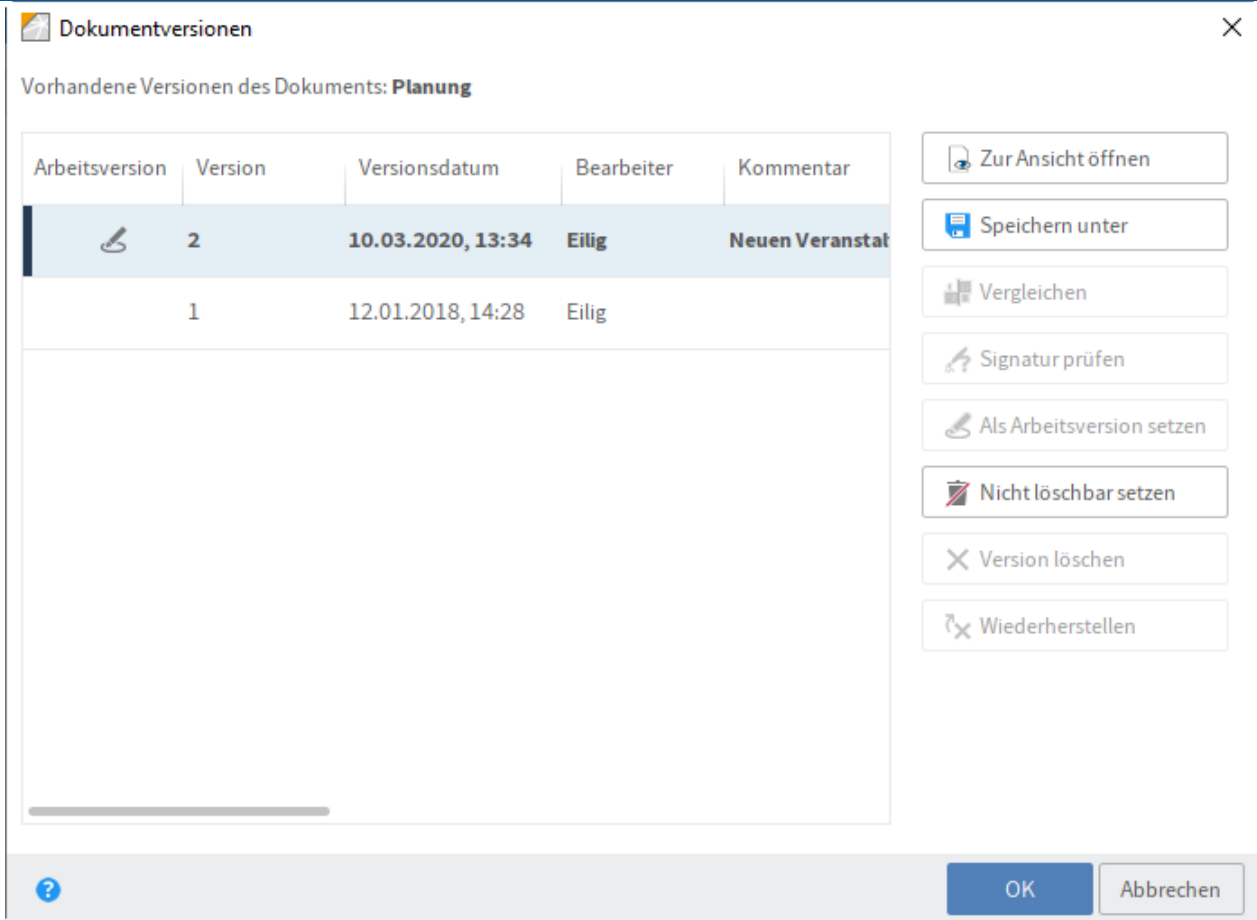 Dokumentversionen
Vorhandene Versionen des Dokuments: Planung
Arbeitsversion Version Versionsdatum Bearbeiter Kommentar
2 10.03.2020, 13:34 Eilig Neuen Veranstal
1 12.01.2018, 14:28 Eilig
Zur Ansicht öffnen
Speichern unter
Vergleichen
Signatur prüfen
Als Arbeitsversion setzen
Nicht löschbar setzen
Version löschen
Wiederherstellen
OK Abbrechen